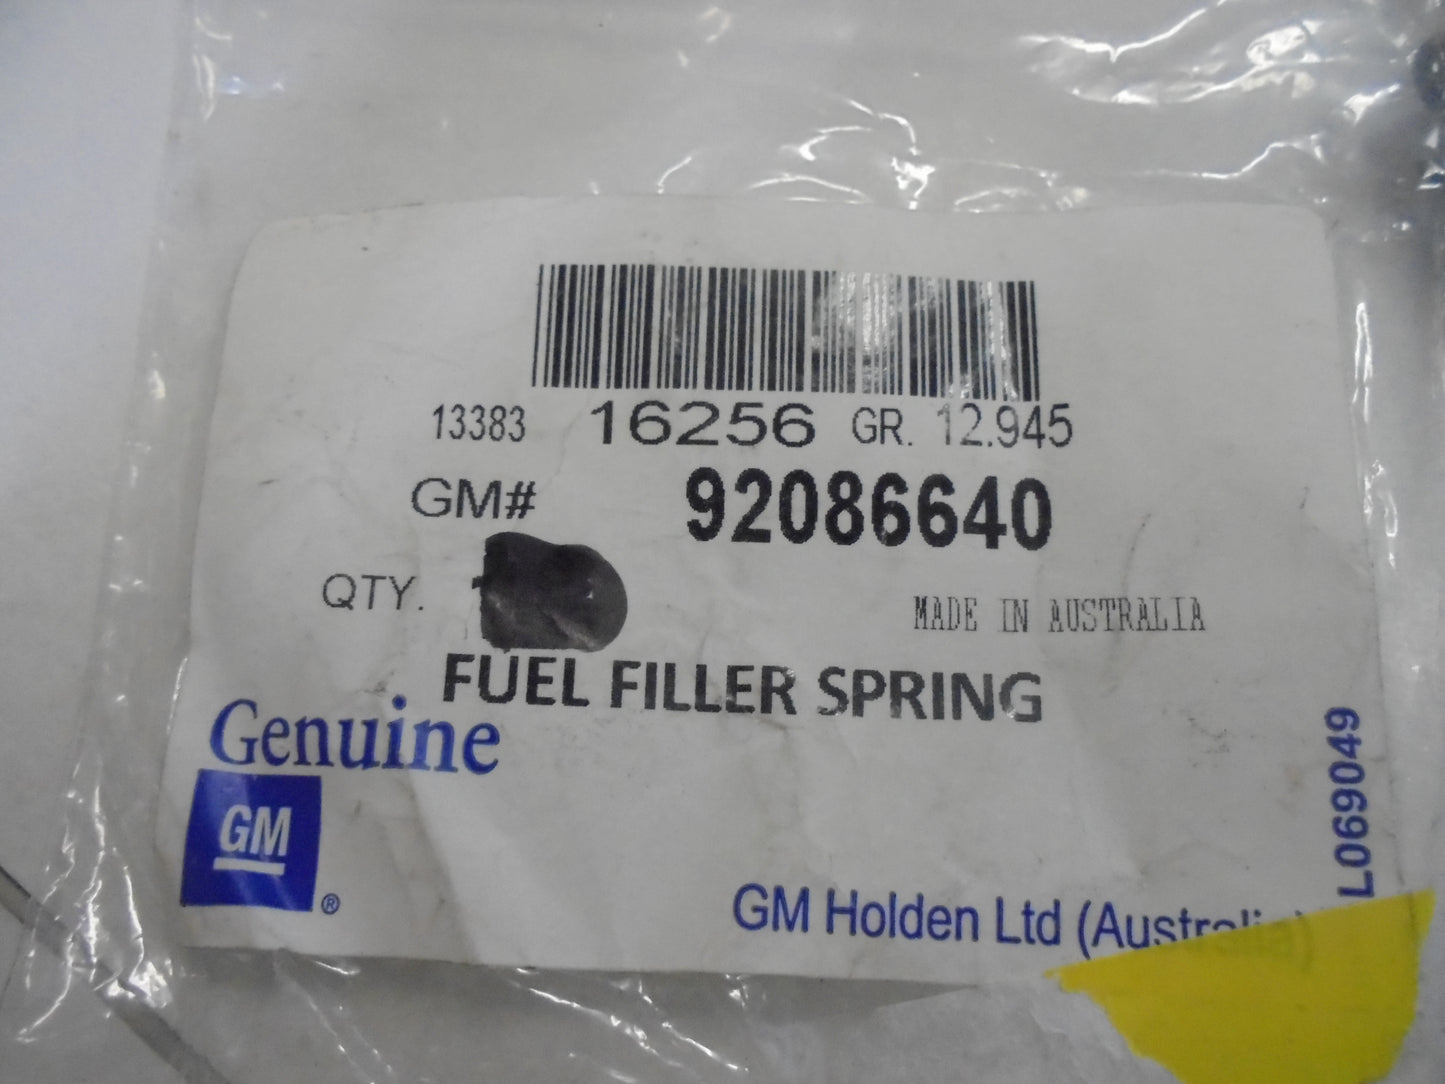 13383 16256 GR. 12.945
GM# 92086640
QTY.
MADE IN AUSTRALIA
FUEL FILLER SPRING
Genuine
GM
®
GM Holden Ltd (Australia)
L069049